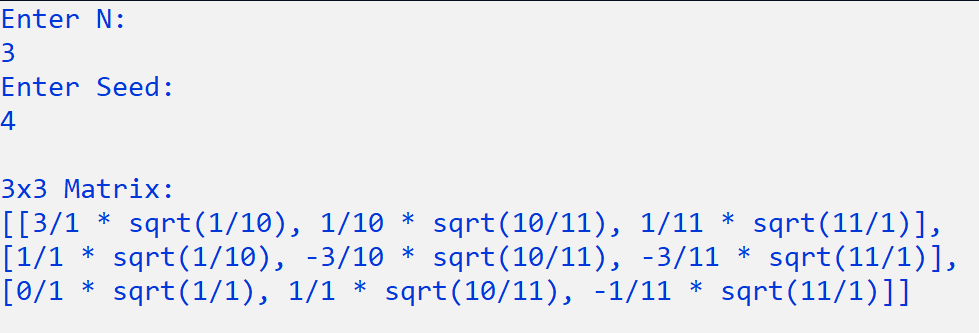 Enter N:
3
Enter Seed:
4
3x3 Matrix:
[[3/1 * sqrt(1/10), 1/10 * sqrt(10/11), 1/11 * sqrt(11/1)],
[1/1 * sqrt(1/10), -3/10 * sqrt(10/11), -3/11 * sqrt(11/1)],
[0/1 * sqrt(1/1), 1/1 * sqrt(10/11), -1/11 * sqrt(11/1)]]